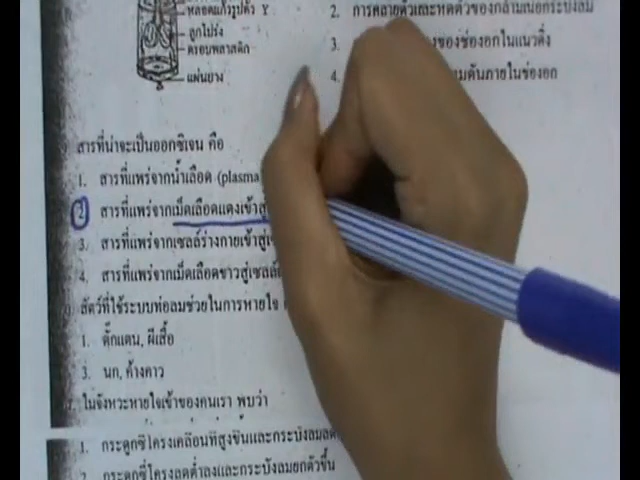 หลอดแก้วรูปตัว Y
ลูกโป่ง
ครอบพลาสติก
แผ่นยาง
2. การคลายตัวและหดตัวของกล้ามเนื้อกระบังลม
3. ของช่องอกในแนวดิ่ง
4. ดันภายในช่องอก
สารที่น่าจะเป็นออกซิเจน คือ
1. สารที่แพร่จากน้ำเลือด (plasma
2. สารที่แพร่จากเม็ดเลือดแดงเข้าสู่
3. สารที่แพร่จากเซลล์ร่างกายเข้าสู่
4. สารที่แพร่จากเม็ดเลือดขาวสู่เซลล์
สัตว์ที่ใช้ระบบท่อลมช่วยในการหายใจ
1. ตั๊กแตน, ผีเสื้อ
3. นก, ค้างคาว
ในจังหวะหายใจเข้าของคนเรา พบว่า
1. กระดูกซี่โครงเคลื่อนที่สูงขึ้นและกระบังลมลด
2. กระดูกซี่โครงลดต่ำลงและกระบังลมยกตัวขึ้น